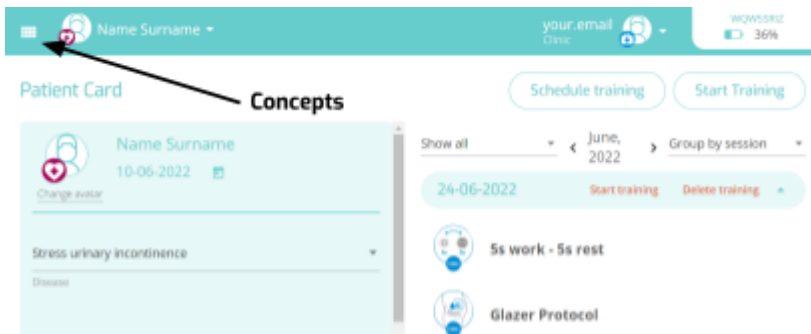 Name Surname
your.email
Clinic
WQWSSRIZ
36%
Patient Card
Concepts
Schedule training
Start Training
Name Surname
10-06-2022
Change avatar
Stress urinary incontinence
Disease
Show all
June, 2022
Group by session
24-06-2022
Start training
Delete training
5s work - 5s rest
Glazer Protocol